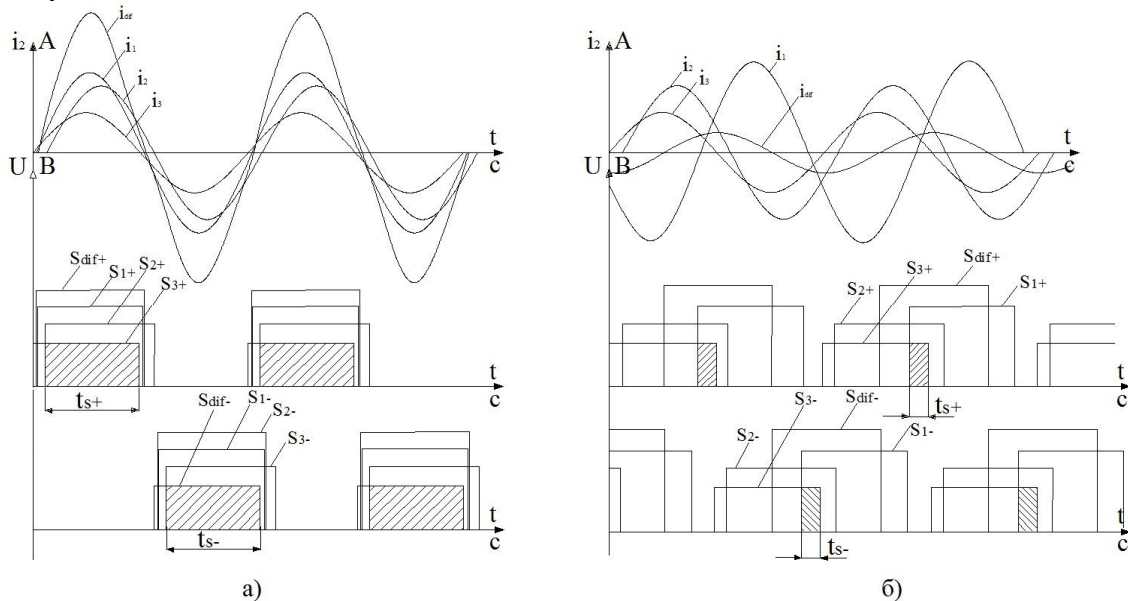 i₂ A
i_dif
i₁
i₂
i₃
t
c
U B
S_dif+
S₁₊
S₂₊
S₃₊
t_S+
t
c
S_dif-
S₁₋
S₂₋
S₃₋
t_S-
t
c
а)
i₂ A
i₂
i₃
i₁
i_dif
t
c
U B
S₂₊
S₃₊
S_dif+
S₁₊
t_S+
t
c
S₂₋
S₃₋
S_dif-
S₁₋
t_S-
t
c
б)